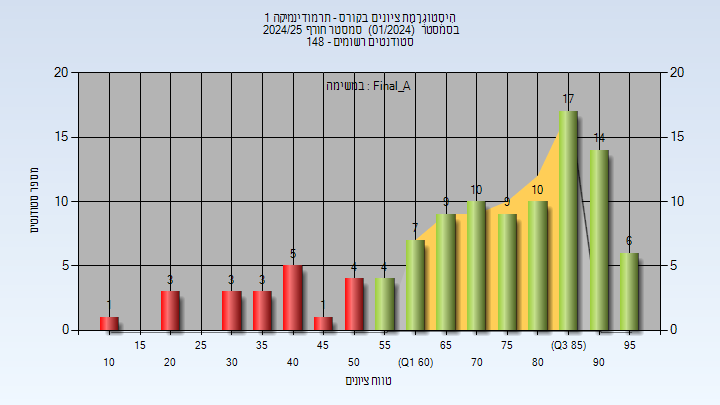 היסטוגרמת ציונים בקורס - תרמודינמיקה 1
בסמסטר (01/2024) סמסטר חורף 2024/25
סטודנטים רשומים - 148
במשימה : Final_A
מספר סטודנטים
20 15 10 5 0
20 15 10 5 0
1 3 3 3 5 1 4 4 7 9 10 9 10 17 14 6
15 25 35 45 55 65 75 (Q3 85) 95
10 20 30 40 50 (Q1 60) 70 80 90
טווח ציונים